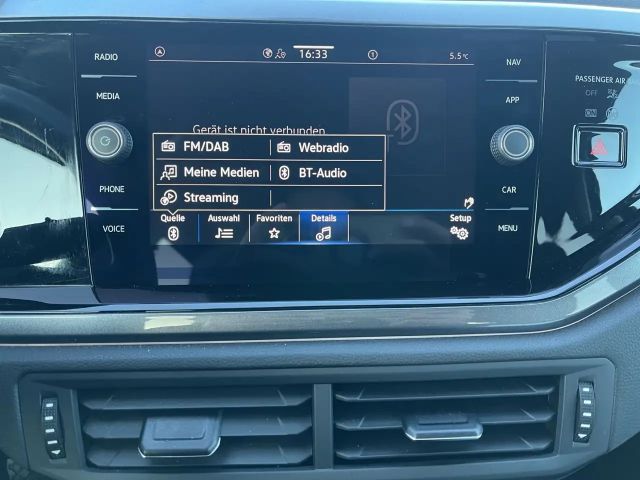 RADIO
MEDIA
PHONE
VOICE
16:33
5.5°C
Gerät ist nicht verbunden
FM/DAB
Webradio
Meine Medien
BT-Audio
Streaming
Quelle
Auswahl
Favoriten
Details
Setup
NAV
APP
CAR
MENU
PASSENGER AIR
OFF
ON